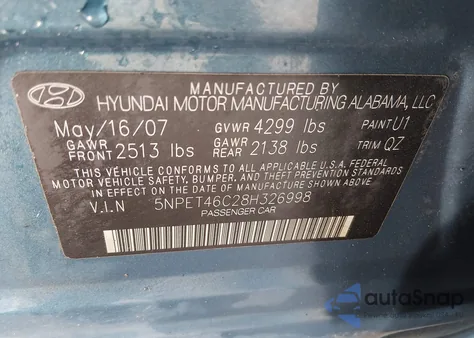 MANUFACTURED BY
HYUNDAI MOTOR MANUFACTURING ALABAMA, LLC
May/16/07 GVWR 4299 lbs PAINT U1
GAWR FRONT 2513 lbs GAWR REAR 2138 lbs TRIM QZ
THIS VEHICLE CONFORMS TO ALL APPLICABLE U.S.A. FEDERAL
MOTOR VEHICLE SAFETY, BUMPER, AND THEFT PREVENTION
STANDARDS IN EFFECT ON THE DATE OF MANUFACTURE SHOWN ABOVE.
V.I.N 5NPET46C28H326998
PASSENGER CAR
autoSnap